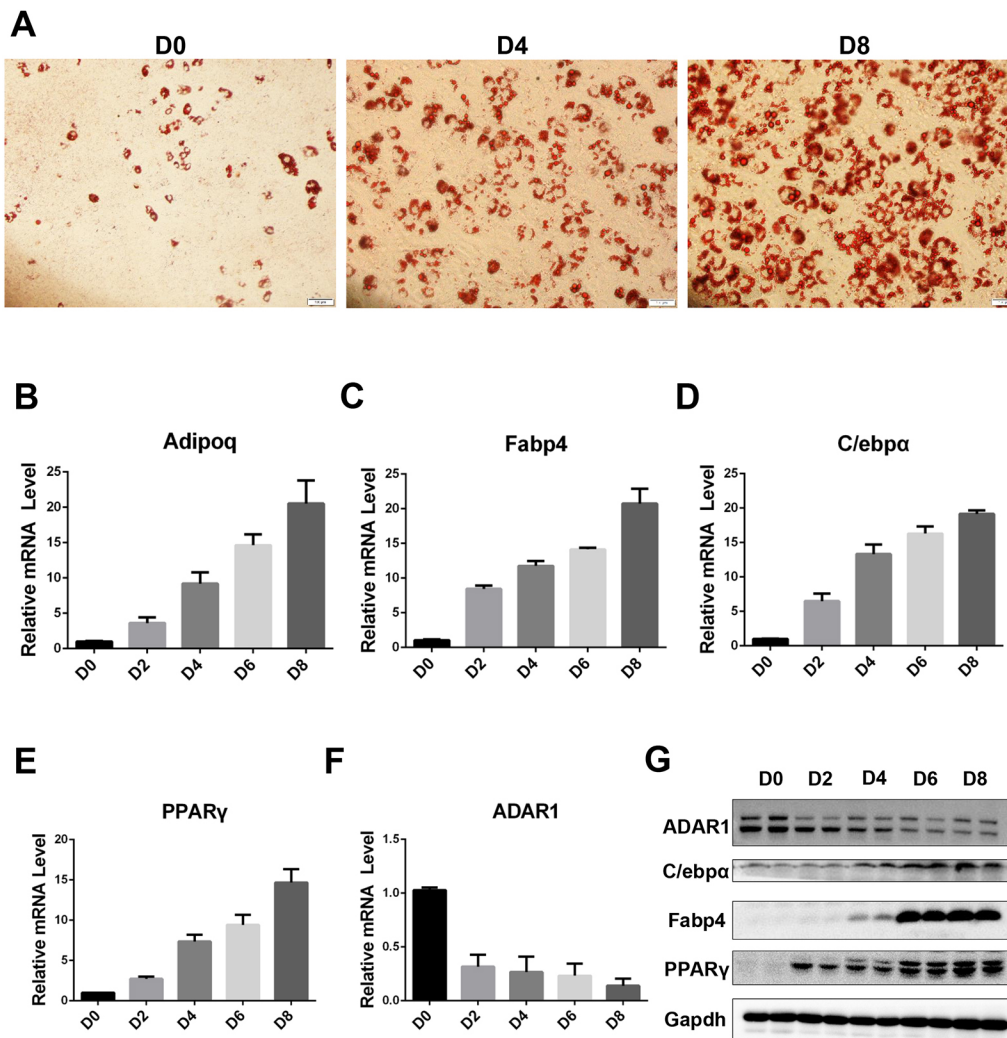 A
D0 D4 D8
B
Adipoq
Relative mRNA Level
25
20
15
10
5
0
D0 D2 D4 D6 D8
C
Fabp4
Relative mRNA Level
25
20
15
10
5
0
D0 D2 D4 D6 D8
D
C/ebpα
Relative mRNA Level
25
20
15
10
5
0
D0 D2 D4 D6 D8
E
PPARγ
Relative mRNA Level
20
15
10
5
0
D0 D2 D4 D6 D8
F
ADAR1
Relative mRNA Level
1.5
1.0
0.5
0.0
D0 D2 D4 D6 D8
G
D0 D2 D4 D6 D8
ADAR1
C/ebpα
Fabp4
PPARγ
Gapdh